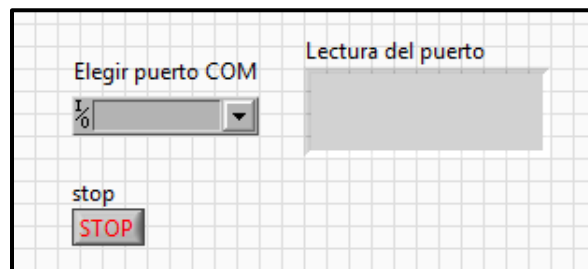 Lectura del puerto
Elegir puerto COM
I/O
stop
STOP